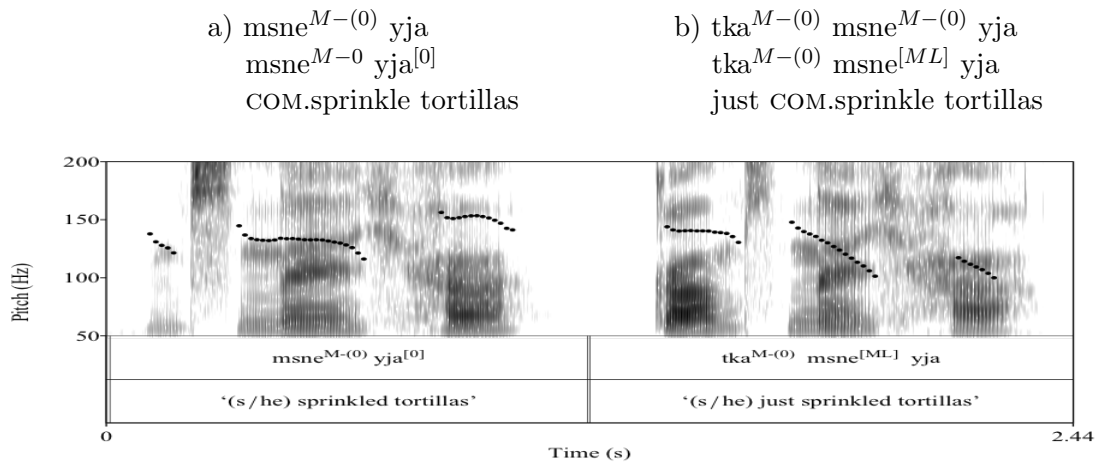 a) msne^{M−(0)} yja
msne^{M−0} yja^{[0]}
COM.sprinkle tortillas
b) tka^{M−(0)} msne^{M−(0)} yja
tka^{M−(0)} msne^{[ML]} yja
just COM.sprinkle tortillas
200
150
100
50
Pitch (Hz)
msne^{M-(0)} yja^{[0]}
tka^{M-(0)} msne^{[ML]} yja
‘(s/he) sprinkled tortillas’
‘(s/he) just sprinkled tortillas’
0
2.44
Time (s)